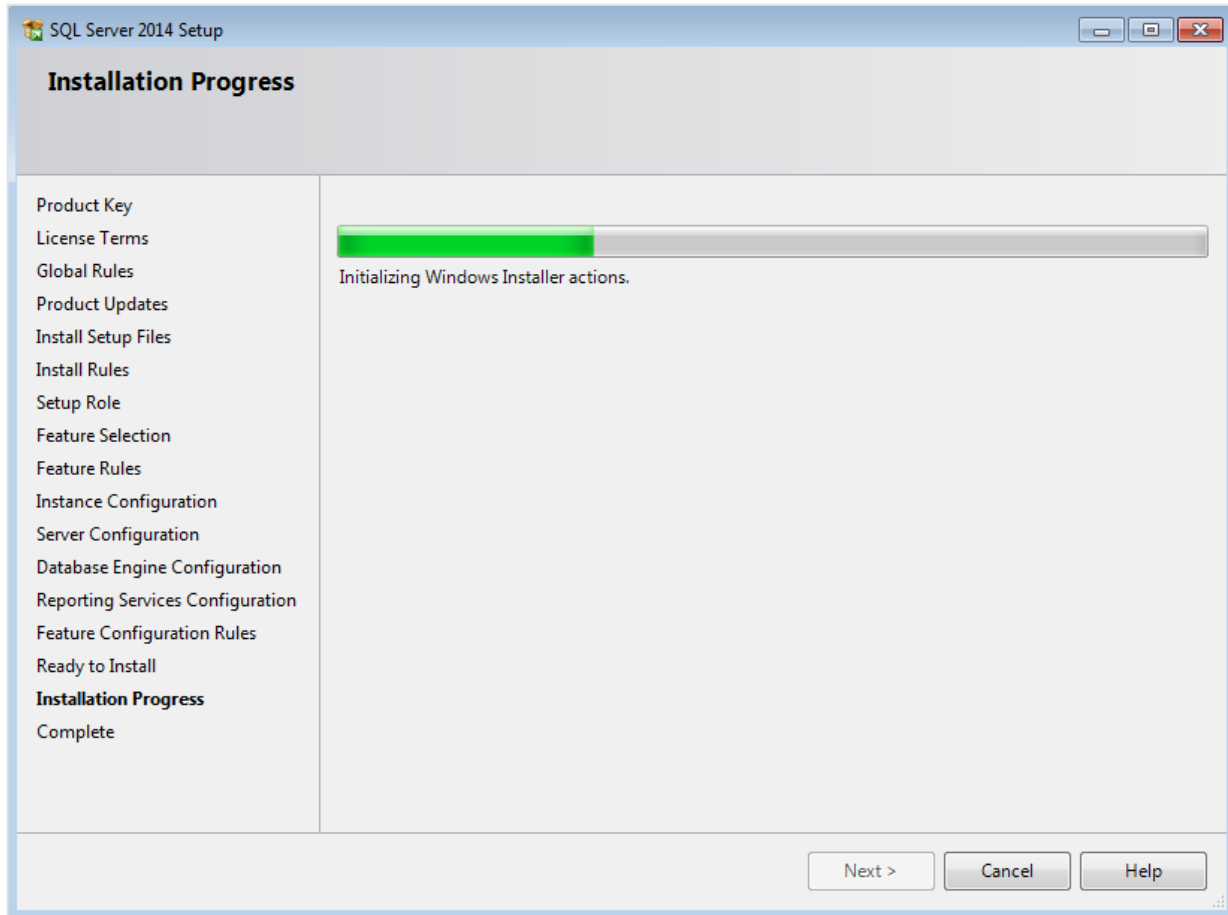 SQL Server 2014 Setup
Installation Progress
Product Key
License Terms
Global Rules
Product Updates
Install Setup Files
Install Rules
Setup Role
Feature Selection
Feature Rules
Instance Configuration
Server Configuration
Database Engine Configuration
Reporting Services Configuration
Feature Configuration Rules
Ready to Install
Installation Progress
Complete
Initializing Windows Installer actions.
Next >
Cancel
Help